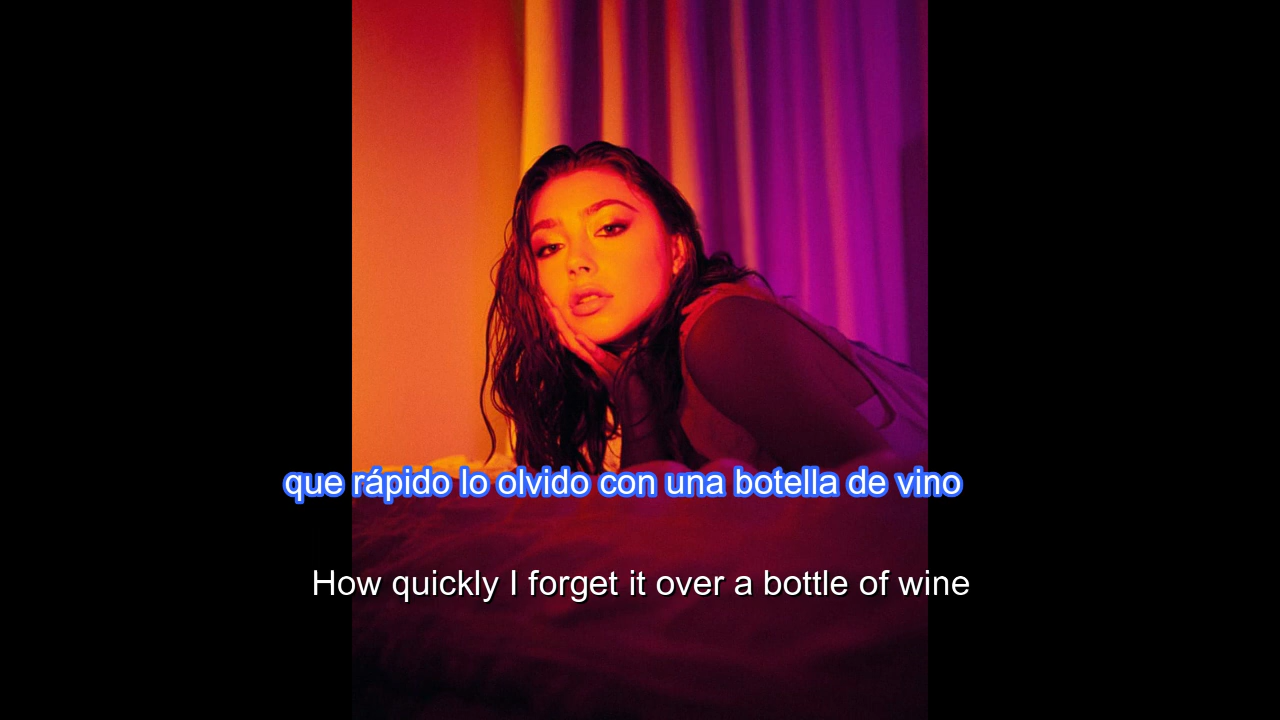 que rápido lo olvido con una botella de vino
How quickly I forget it over a bottle of wine